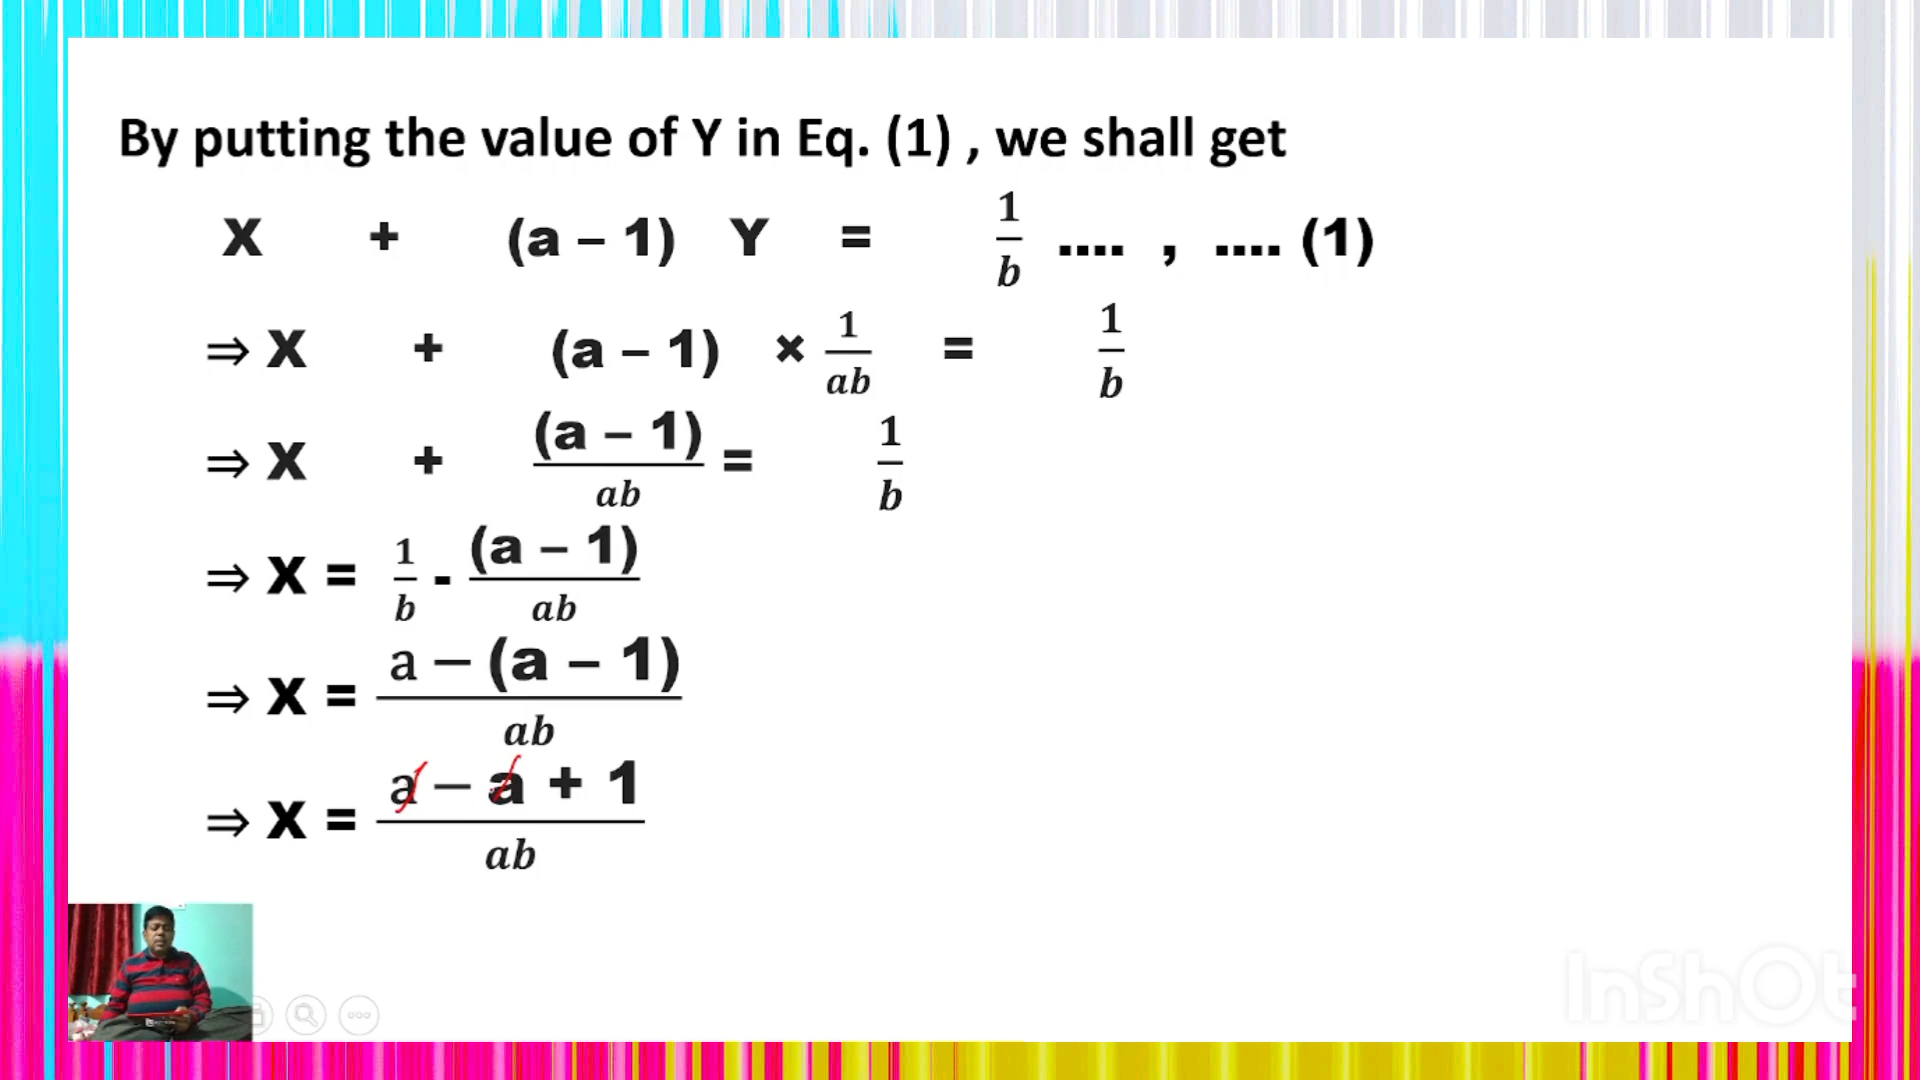 By putting the value of Y in Eq. (1) , we shall get
X + (a – 1) Y = 1/b .... , .... (1)
⇒ X + (a – 1) × 1/ab = 1/b
⇒ X + (a – 1)/ab = 1/b
⇒ X = 1/b - (a – 1)/ab
⇒ X = a – (a – 1)/ab
⇒ X = a – a + 1/ab
InShOt